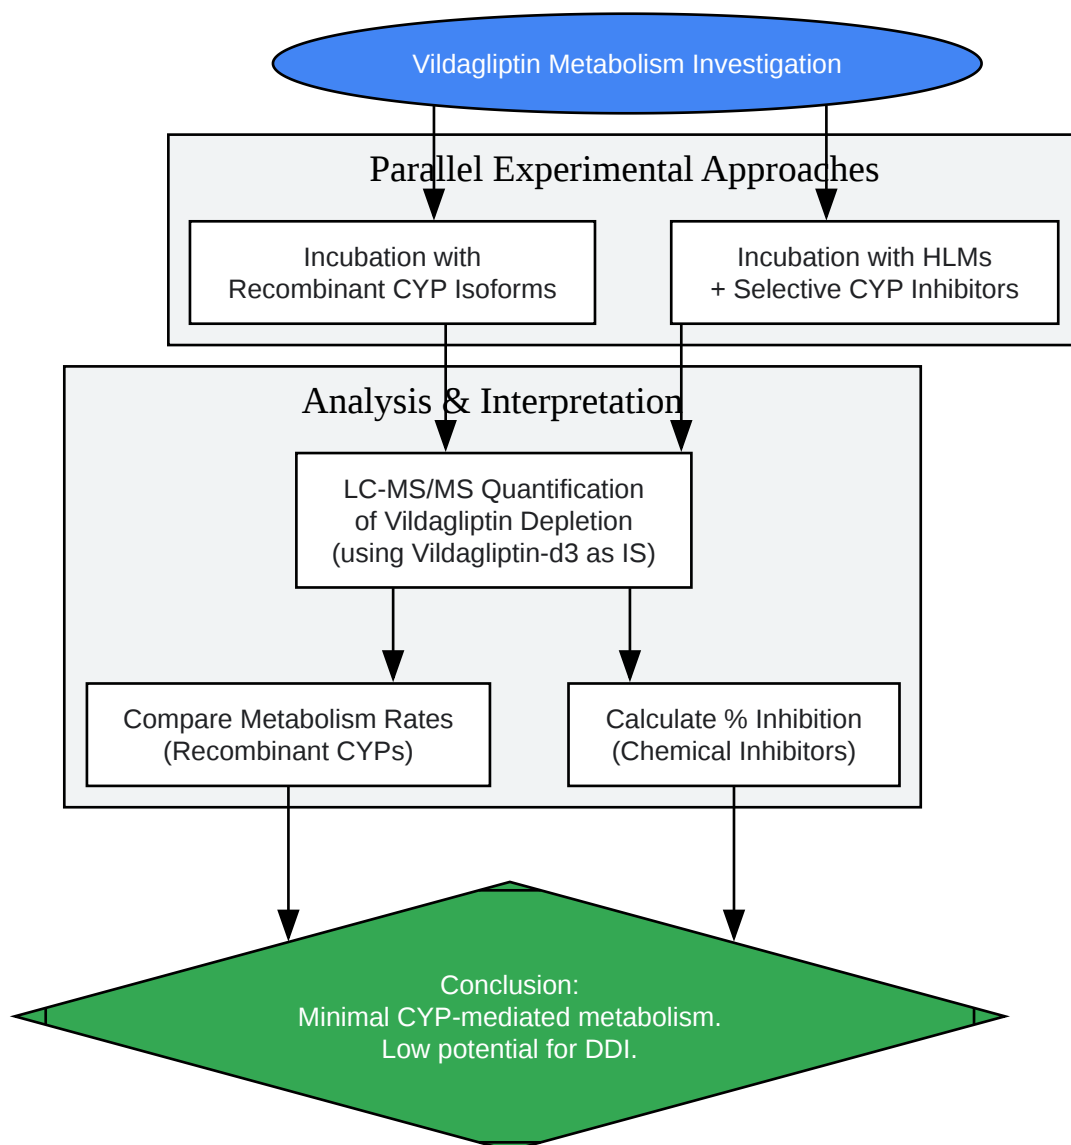 Vildagliptin Metabolism Investigation
Parallel Experimental Approaches
Incubation with
Recombinant CYP Isoforms
Incubation with HLMs
+ Selective CYP Inhibitors
Analysis & Interpretation
LC-MS/MS Quantification
of Vildagliptin Depletion
(using Vildagliptin-d3 as IS)
Compare Metabolism Rates
(Recombinant CYPs)
Calculate % Inhibition
(Chemical Inhibitors)
Conclusion:
Minimal CYP-mediated metabolism.
Low potential for DDI.